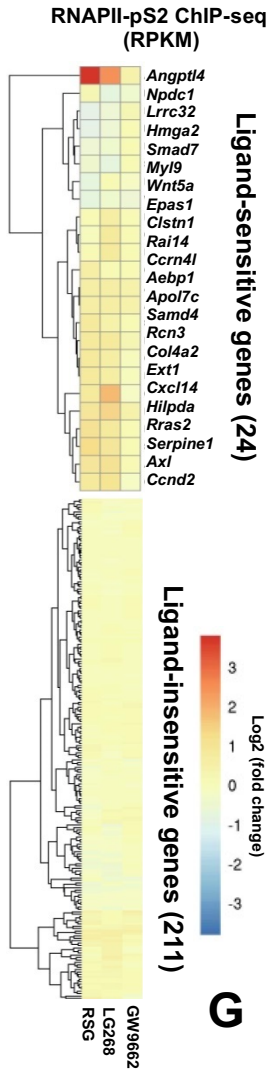 RNAPII-pS2 ChIP-seq
(RPKM)
Angptl4
Npdc1
Lrrc32
Hmga2
Smad7
Myl9
Wnt5a
Epas1
Clstn1
Rai14
Ccrn4l
Aebp1
Apol7c
Samd4
Rcn3
Col4a2
Ext1
Cxcl14
Hilpda
Rras2
Serpine1
Axl
Ccnd2
Ligand-sensitive genes (24)
Ligand-insensitive genes (211)
3
2
1
0
-1
-2
-3
Log2 (fold change)
RSG
LG268
GW9662
G